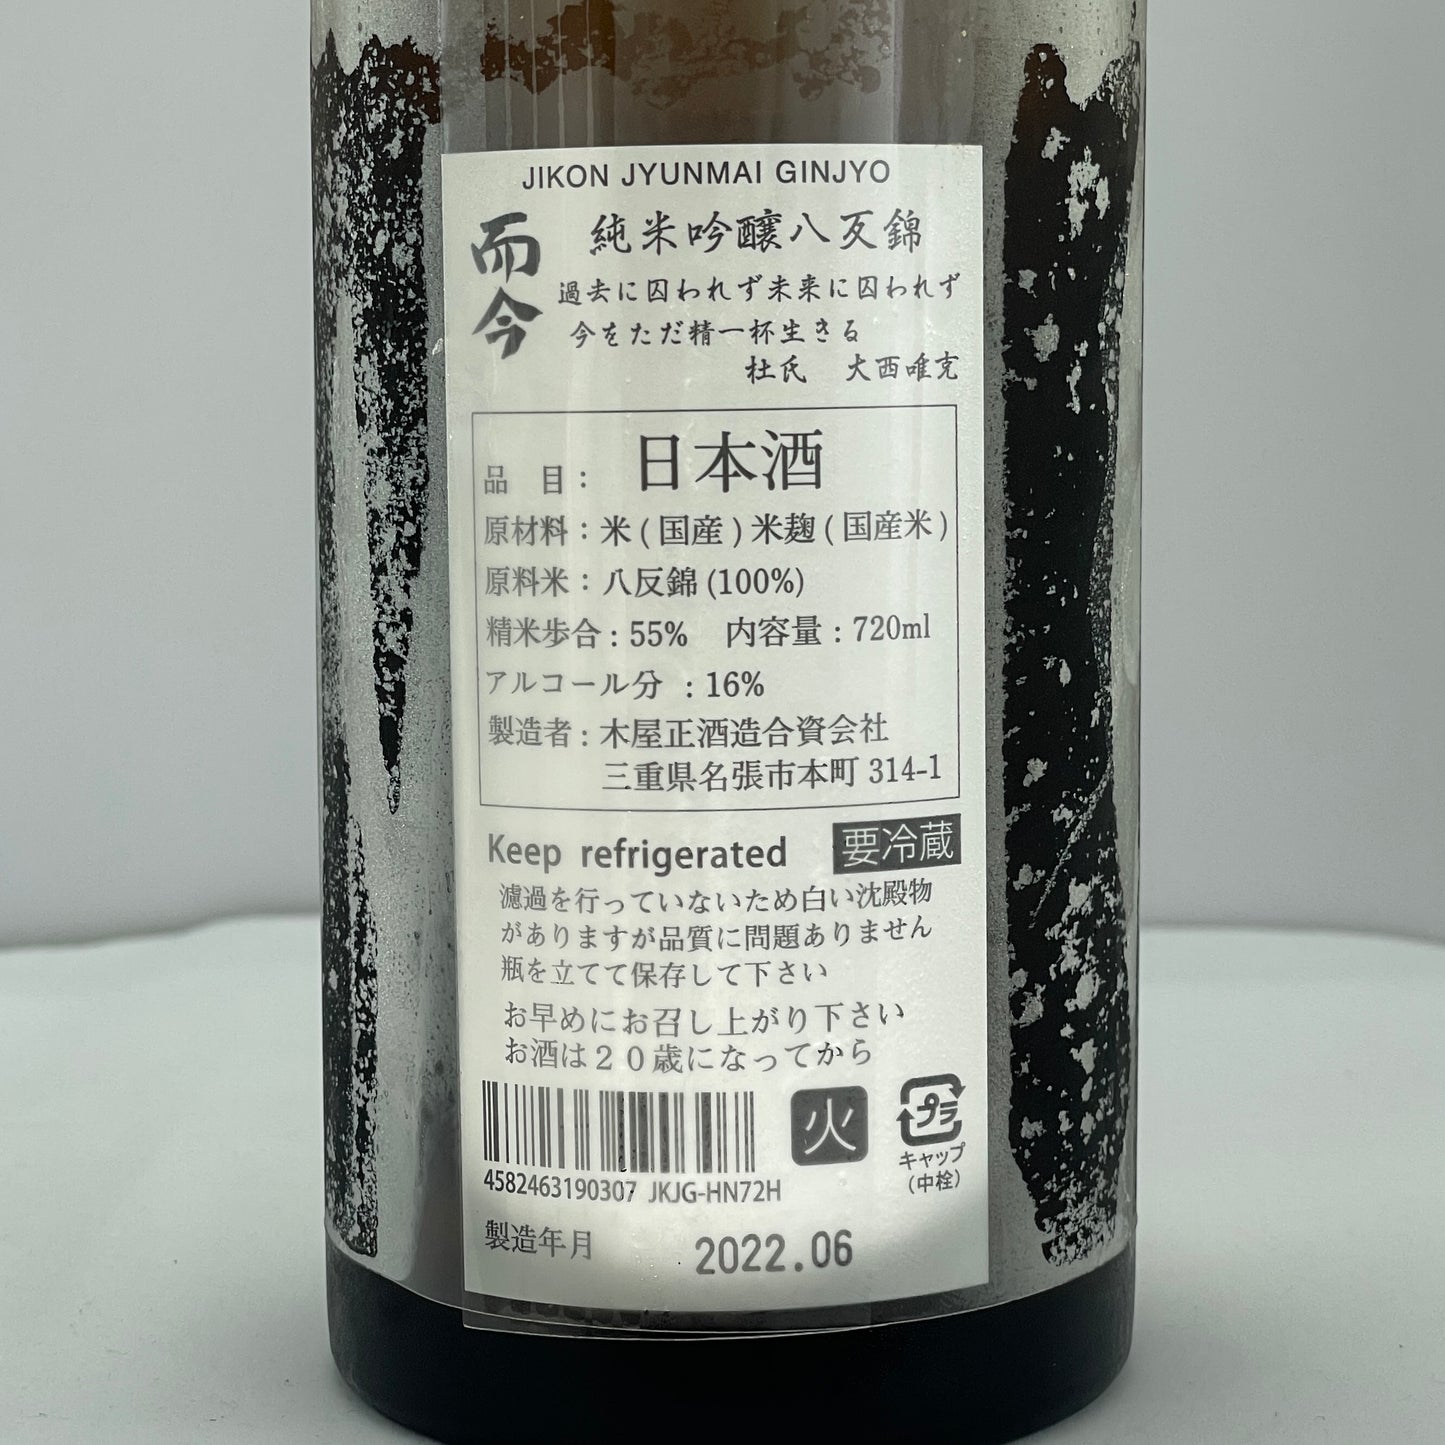 JIKON JYUNMAI GINJYO
而今
純米吟醸八反錦
過去に囚われず未来に囚われず
今をただ精一杯生きる
杜氏 大西唯克
品目: 日本酒
原材料:米(国産)米麹(国産米)
原料米:八反錦(100%)
精米歩合:55% 内容量:720ml
アルコール分 :16%
製造者:木屋正酒造合資会社
三重県名張市本町 314-1
Keep refrigerated 要冷蔵
濾過を行っていないため白い沈殿物
がありますが品質に問題ありません
瓶を立てて保存して下さい
お早めにお召し上がり下さい
お酒は20歳になってから
火
プラ
キャップ
(中栓)
4582463190307 JKJG-HN72H
製造年月 2022.06